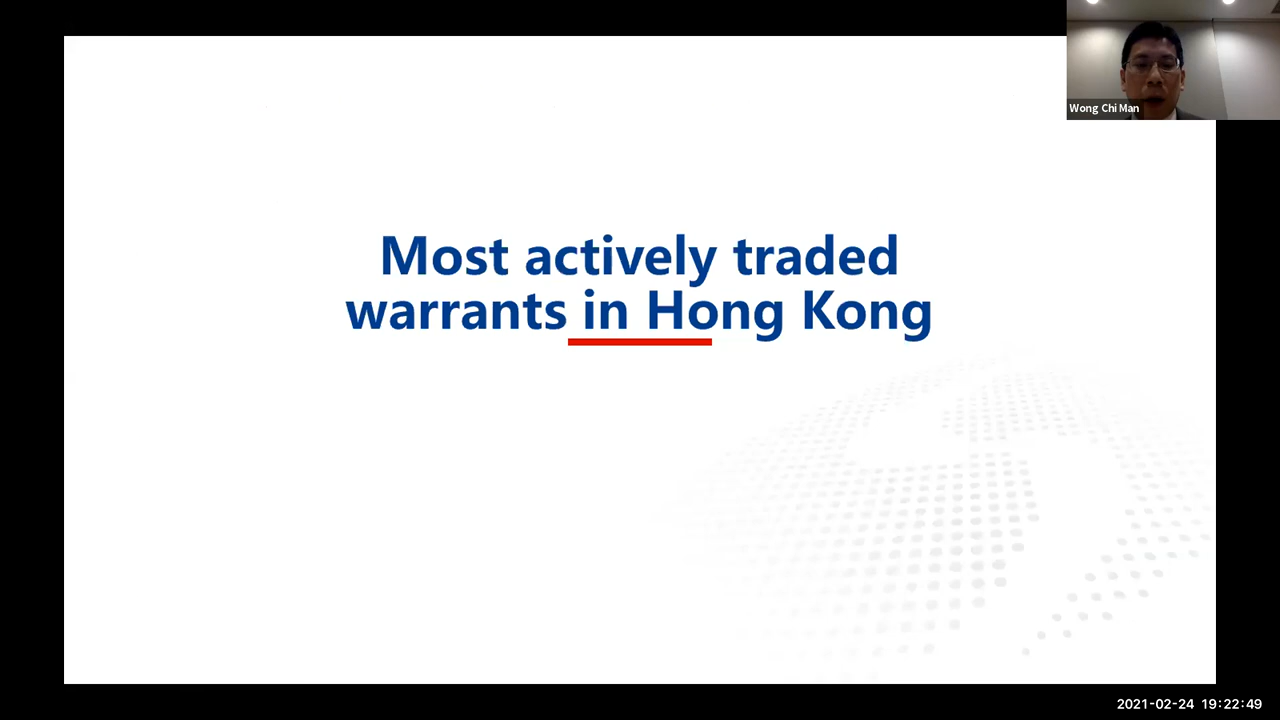 Wong Chi Man
Most actively traded
warrants in Hong Kong
2021-02-24 19:22:49